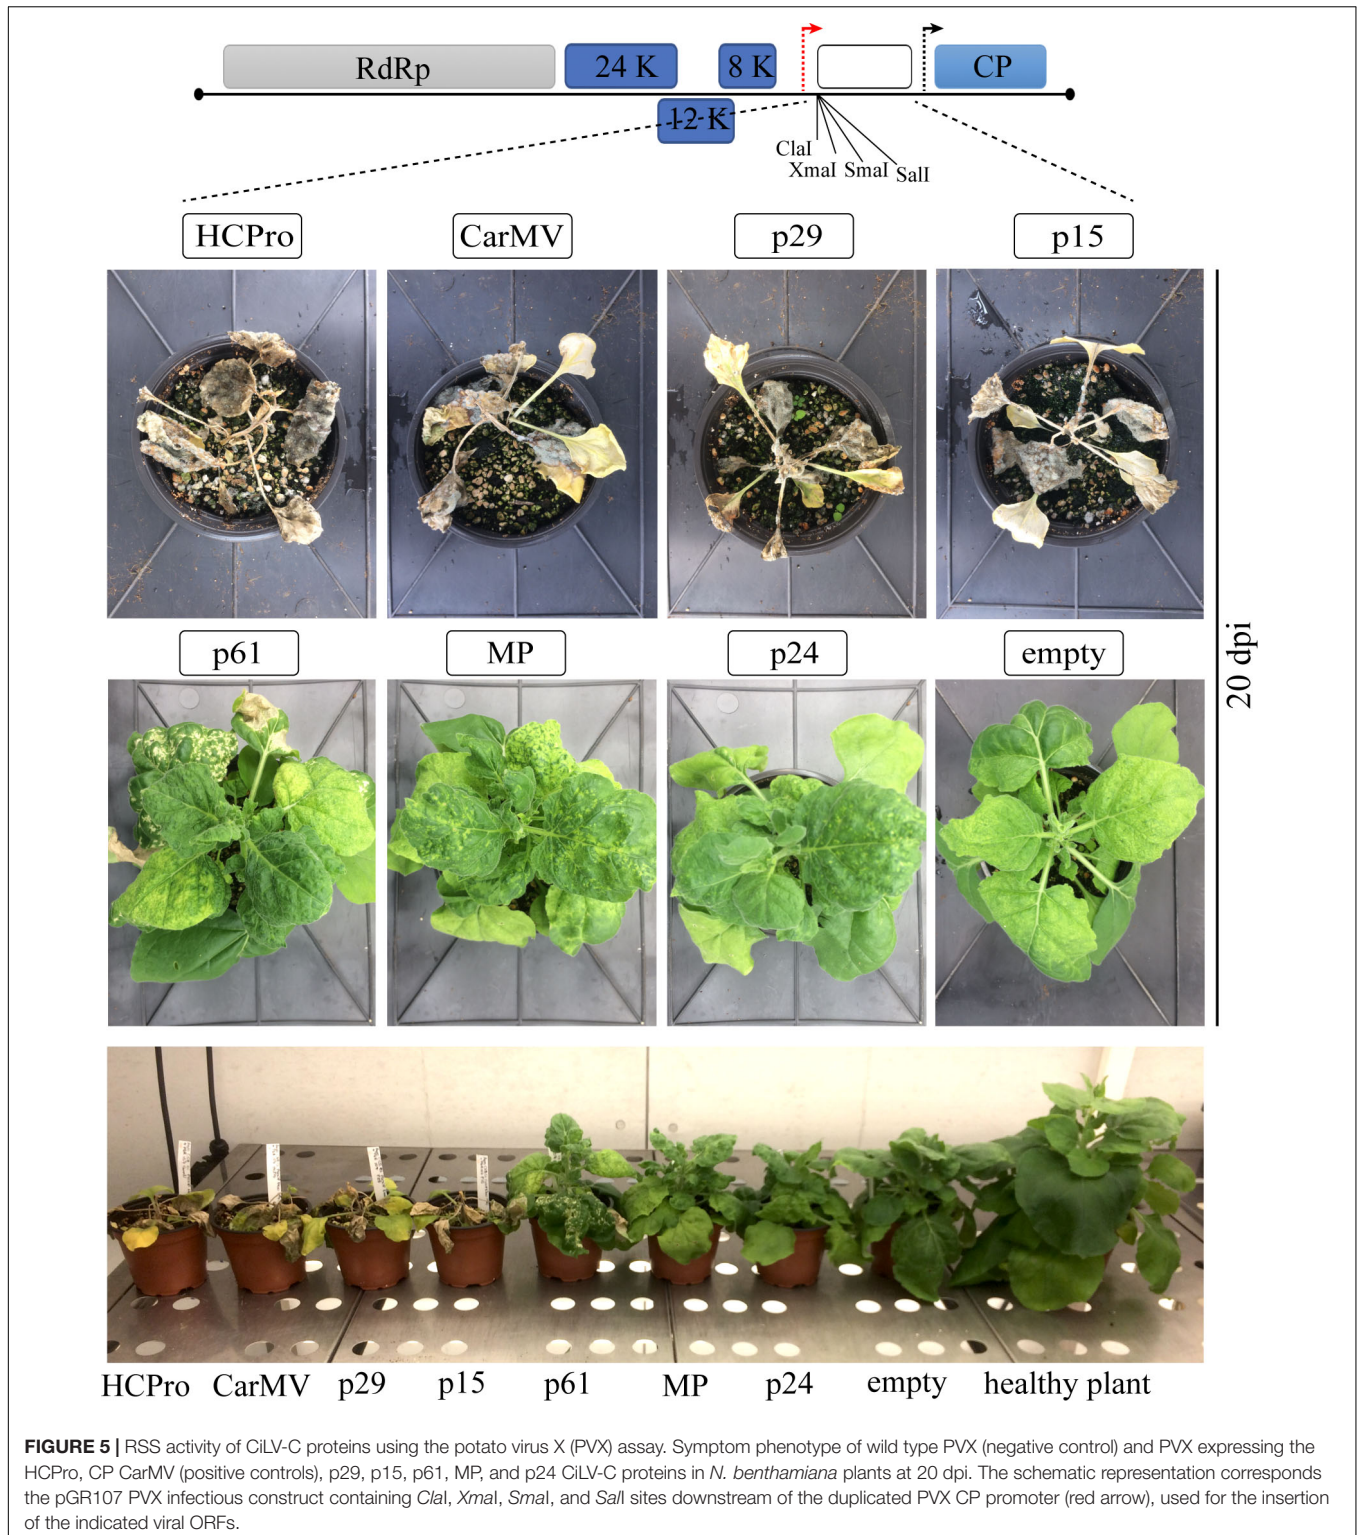 RdRp
24 K
8 K
CP
12 K
ClaI
XmaI SmaI SalI
HCPro CarMV p29 p15
p61 MP p24 empty
20 dpi
HCPro CarMV p29 p15 p61 MP p24 empty healthy plant
FIGURE 5 | RSS activity of CiLV-C proteins using the potato virus X (PVX) assay. Symptom phenotype of wild type PVX (negative control) and PVX expressing the
HCPro, CP CarMV (positive controls), p29, p15, p61, MP, and p24 CiLV-C proteins in N. benthamiana plants at 20 dpi. The schematic representation corresponds
the pGR107 PVX infectious construct containing ClaI, XmaI, SmaI, and SalI sites downstream of the duplicated PVX CP promoter (red arrow), used for the insertion
of the indicated viral ORFs.